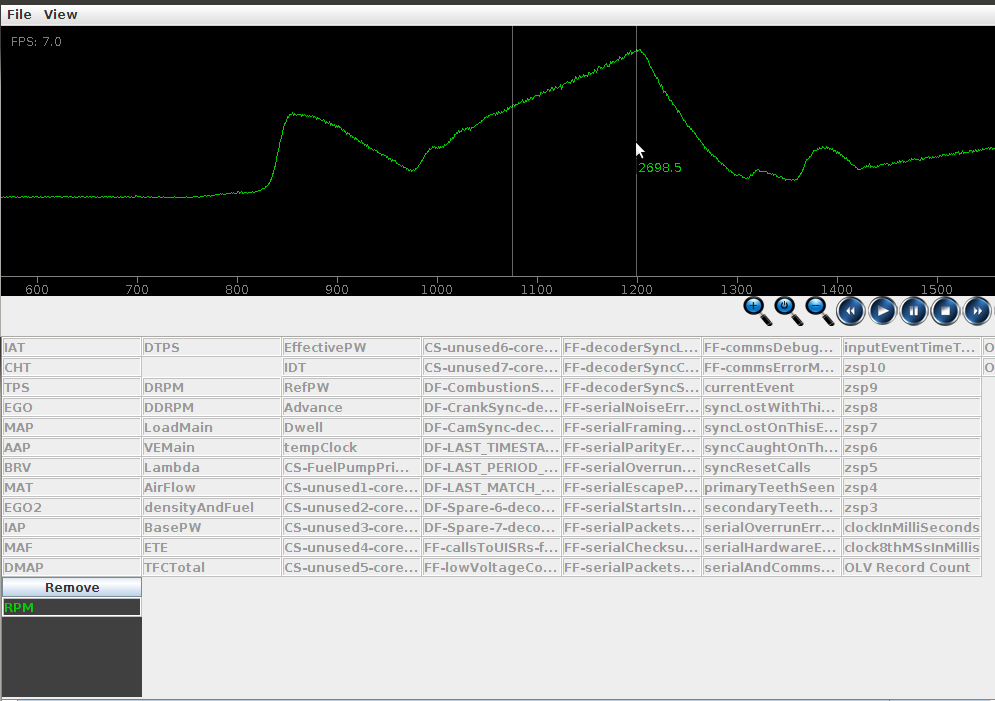 File View
FPS: 7.0
2698.5
600 700 800 900 1000 1100 1200 1300 1400 1500
IAT DTPS EffectivePW CS-unused6-core... FF-decoderSyncL... FF-commsDebug... inputEventTimeT... O
CHT IDT CS-unused7-core... FF-decoderSyncC... FF-commsErrorM... zsp10 O
TPS DRPM RefPW DF-CombustionS... FF-decoderSyncS... currentEvent zsp9
EGO DDRPM Advance DF-CrankSync-de... FF-serialNoiseErr... syncLostWithThi... zsp8
MAP LoadMain Dwell DF-CamSync-dec... FF-serialFraming... syncLostOnThisE... zsp7
AAP VEMain tempClock DF-LAST_TIMESTA... FF-serialParityEr... syncCaughtOnTh... zsp6
BRV Lambda CS-FuelPumpPri... DF-LAST_PERIOD_... FF-serialOverrun... syncResetCalls zsp5
MAT AirFlow CS-unused1-core... DF-LAST_MATCH_... FF-serialEscapeP... primaryTeethSeen zsp4
EGO2 densityAndFuel CS-unused2-core... DF-Spare-6-deco... FF-serialStartsIn... secondaryTeeth... zsp3
IAP BasePW CS-unused3-core... DF-Spare-7-deco... FF-serialPackets... serialOverrunErr... clockInMilliSeconds
MAF ETE CS-unused4-core... FF-callsToUISRs-f... FF-serialChecksu... serialHardwareE... clock8thMSsInMillis
DMAP TFCTotal CS-unused5-core... FF-lowVoltageCo... FF-serialPackets... serialAndComms... OLV Record Count
Remove
RPM